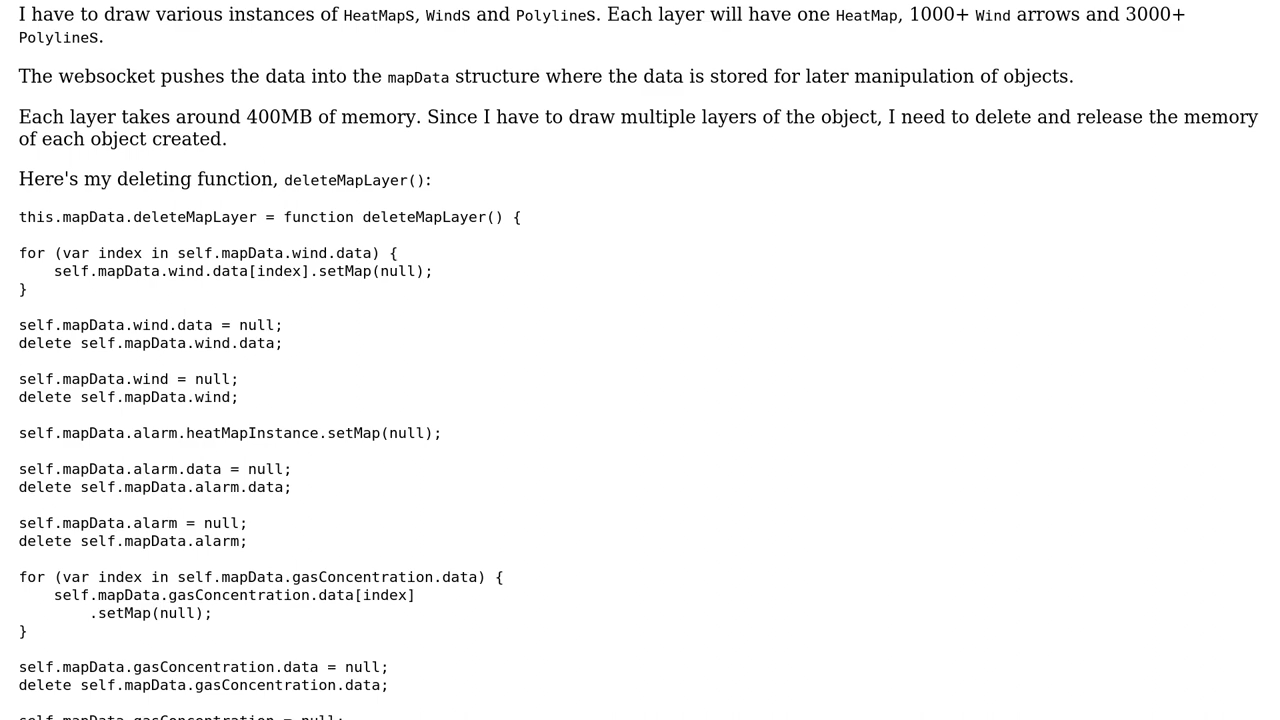 I have to draw various instances of HeatMaps, Winds and Polylines. Each layer will have one HeatMap, 1000+ Wind arrows and 3000+
Polylines.
The websocket pushes the data into the mapData structure where the data is stored for later manipulation of objects.
Each layer takes around 400MB of memory. Since I have to draw multiple layers of the object, I need to delete and release the memory
of each object created.
Here's my deleting function, deleteMapLayer():
this.mapData.deleteMapLayer = function deleteMapLayer() {
for (var index in self.mapData.wind.data) {
    self.mapData.wind.data[index].setMap(null);
}
self.mapData.wind.data = null;
delete self.mapData.wind.data;
self.mapData.wind = null;
delete self.mapData.wind;
self.mapData.alarm.heatMapInstance.setMap(null);
self.mapData.alarm.data = null;
delete self.mapData.alarm.data;
self.mapData.alarm = null;
delete self.mapData.alarm;
for (var index in self.mapData.gasConcentration.data) {
    self.mapData.gasConcentration.data[index]
        .setMap(null);
}
self.mapData.gasConcentration.data = null;
delete self.mapData.gasConcentration.data;
self.mapData.gasConcentration = null;